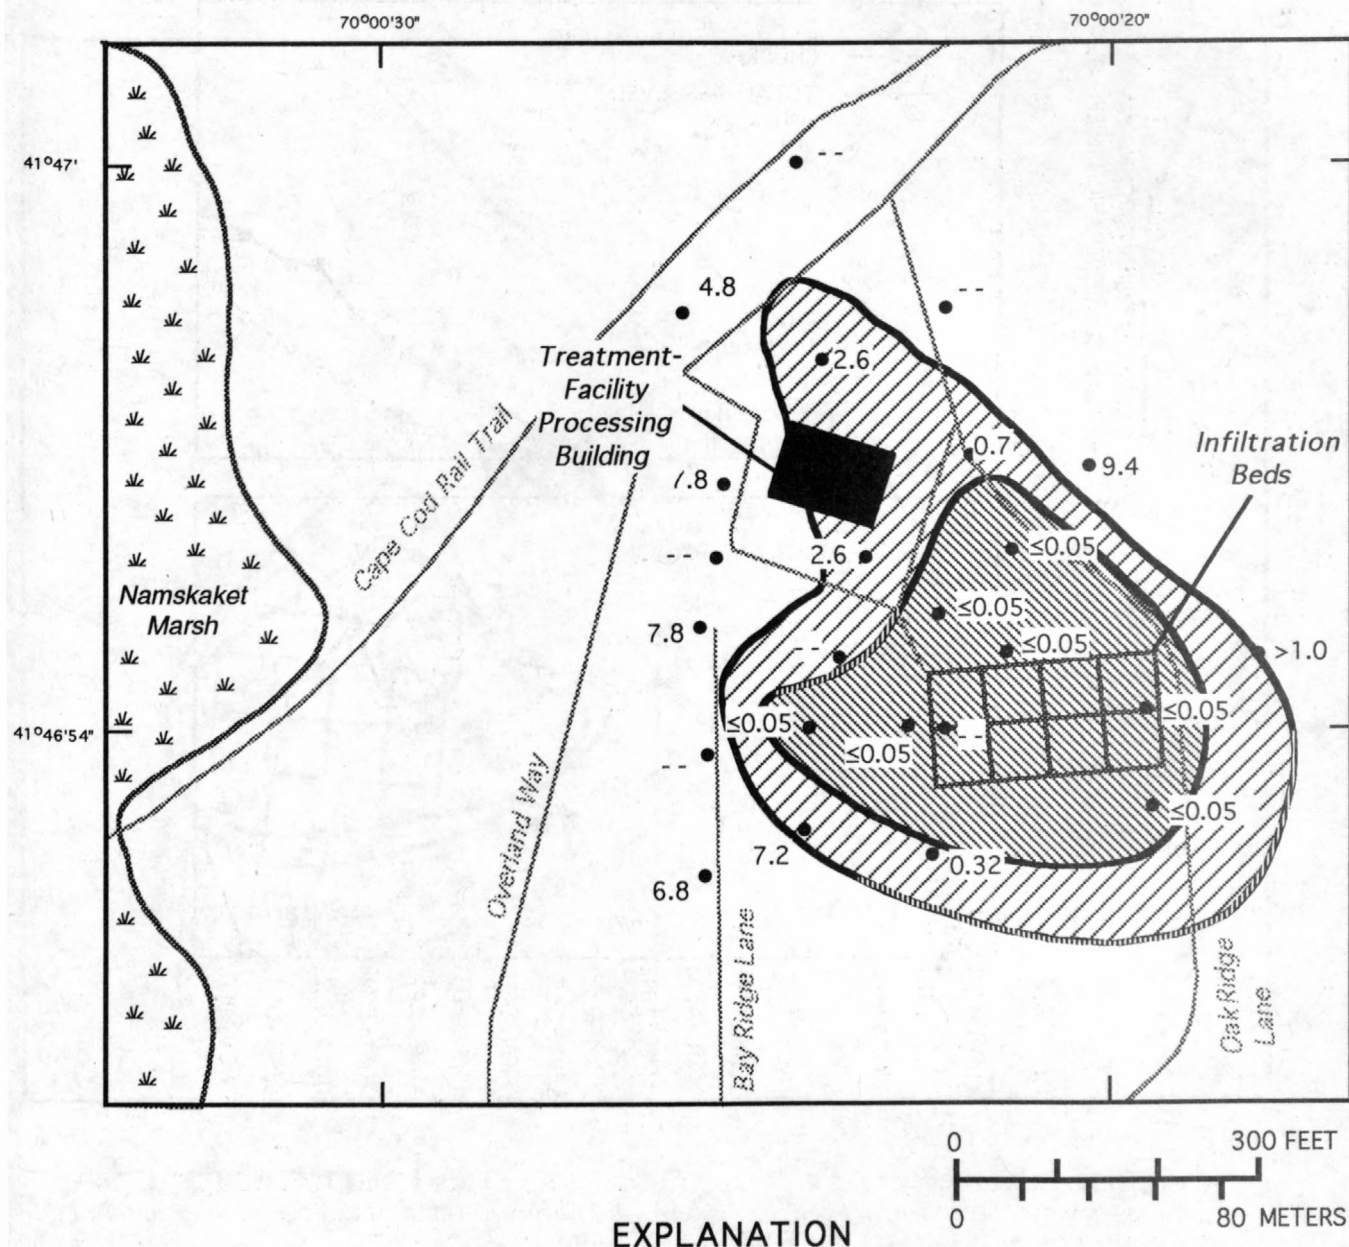 70°00'30"
70°00'20"
41°47'
- -
4.8
- -
Treatment-
Facility
Processing
Building
2.6
0.7
9.4
Infiltration
Beds
7.8
Cape Cod Rail Trail
≤0.05
- -
2.6
Namskaket
Marsh
≤0.05
7.8
≤0.05
- -
>1.0
≤0.05
≤0.05
41°46'54"
≤0.05
- -
- -
≤0.05
Overland Way
7.2
0.32
6.8
Bay Ridge Lane
Oak Ridge
Lane
0
300 FEET
0
80 METERS
EXPLANATION